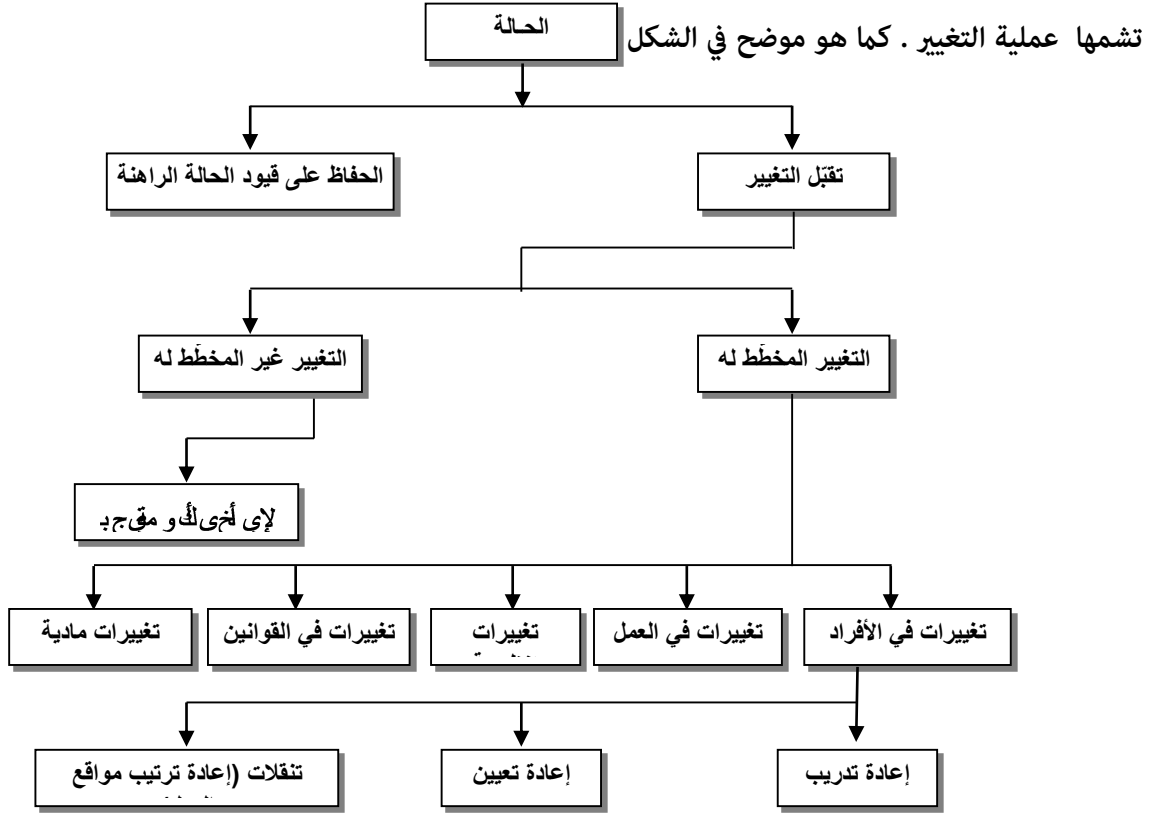 تشمها عملية التغيير . كما هو موضح في الشكل
الحالة
تقبّل التغيير
الحفاظ على قيود الحالة الراهنة
التغيير المخطّط له
التغيير غير المخطّط له
تغييرات في الأفراد
تغييرات في العمل
تغييرات
تغييرات في القوانين
تغييرات مادية
إعادة تدريب
إعادة تعيين
تنقلات (إعادة ترتيب مواقع